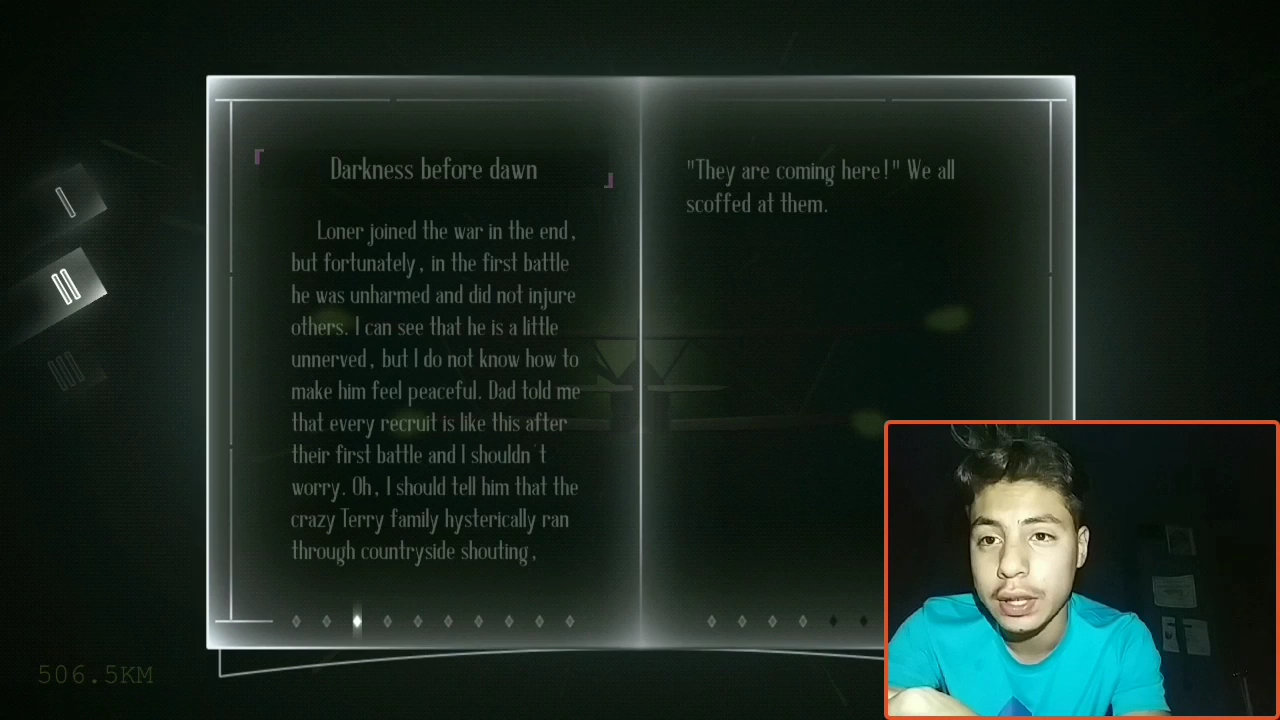 Darkness before dawn
Loner joined the war in the end,
but fortunately, in the first battle
he was unharmed and did not injure
others. I can see that he is a little
unnerved, but I do not know how to
make him feel peaceful. Dad told me
that every recruit is like this after
their first battle and I shouldn't
worry. Oh, I should tell him that the
crazy Terry family hysterically ran
through countryside shouting,
"They are coming here!" We all
scoffed at them.
506.5KM